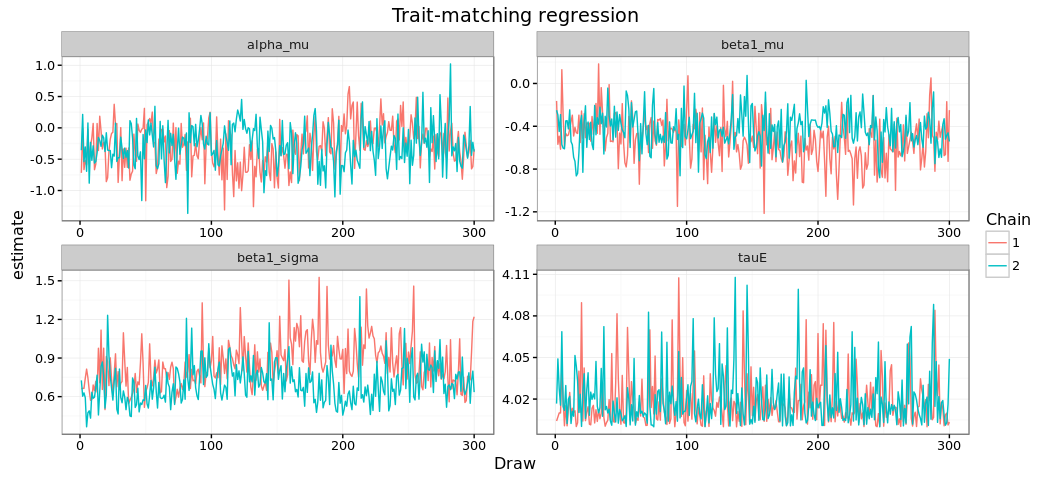 Trait-matching regression
alpha_mu
beta1_mu
1.0
0.5
0.0
-0.5
-1.0
0.0
-0.4
-0.8
-1.2
0 100 200 300
0 100 200 300
beta1_sigma
tauE
1.5
1.2
0.9
0.6
4.11
4.08
4.05
4.02
0 100 200 300
0 100 200 300
estimate
Draw
Chain
1
2